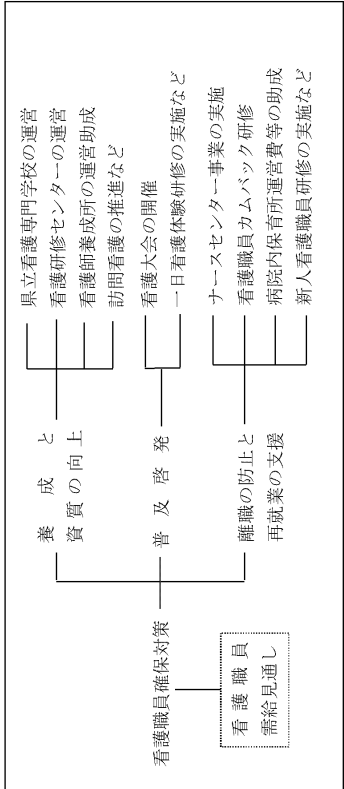 看護職員確保対策
看護職員
需給見通し
養成と
資質の向上
県立看護専門学校の運営
看護研修センターの運営
看護師養成所の運営助成
訪問看護の推進など
普及啓発
看護大会の開催
一日看護体験研修の実施など
離職の防止と
再就業の支援
ナースセンター事業の実施
看護職員カムバック研修
病院内保育所運営費等の助成
新人看護職員研修の実施など